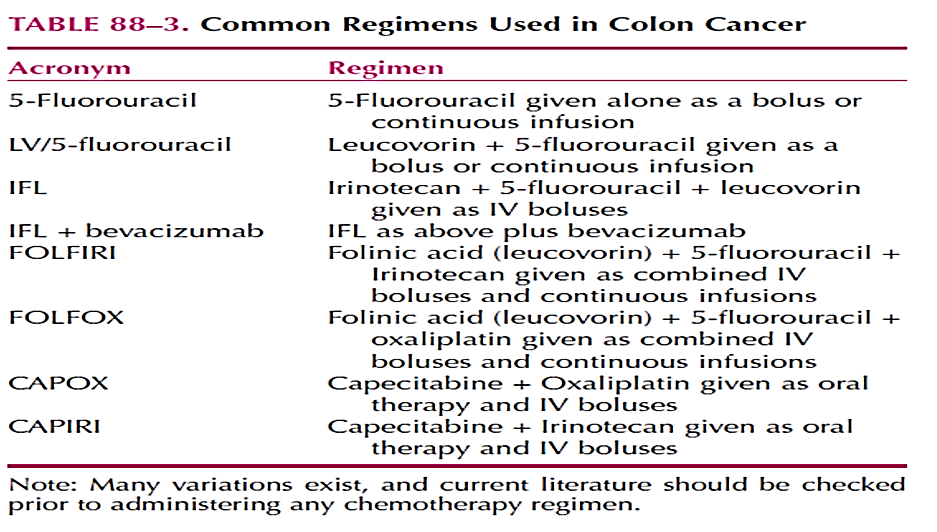 TABLE 88–3. Common Regimens Used in Colon Cancer
Acronym Regimen
5-Fluorouracil 5-Fluorouracil given alone as a bolus or
continuous infusion
LV/5-fluorouracil Leucovorin + 5-fluorouracil given as a
bolus or continuous infusion
IFL Irinotecan + 5-fluorouracil + leucovorin
given as IV boluses
IFL + bevacizumab IFL as above plus bevacizumab
FOLFIRI Folinic acid (leucovorin) + 5-fluorouracil +
Irinotecan given as combined IV
boluses and continuous infusions
FOLFOX Folinic acid (leucovorin) + 5-fluorouracil +
oxaliplatin given as combined IV
boluses and continuous infusions
CAPOX Capecitabine + Oxaliplatin given as oral
therapy and IV boluses
CAPIRI Capecitabine + Irinotecan given as oral
therapy and IV boluses
Note: Many variations exist, and current literature should be checked
prior to administering any chemotherapy regimen.